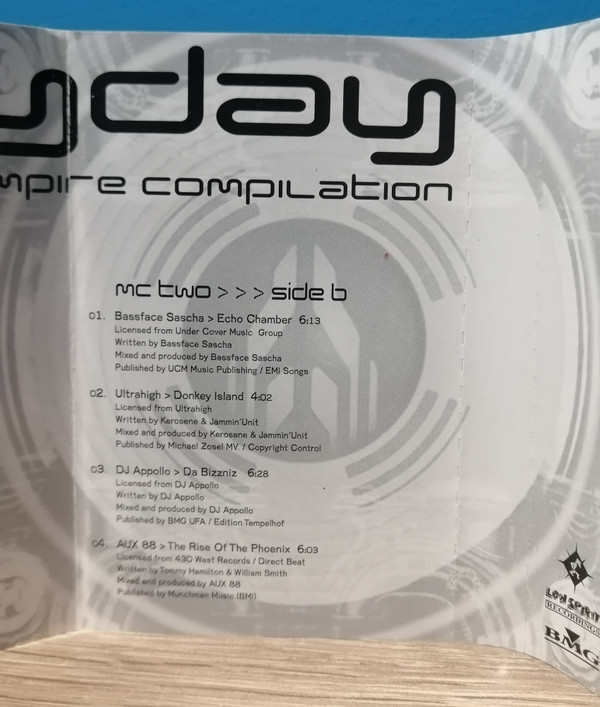 yday
mpire compilation
mc two > > > side b
01. Bassface Sascha > Echo Chamber 6:13
Licensed from Under Cover Music Group
Written by Bassface Sascha
Mixed and produced by Bassface Sascha
Published by UCM Music Publishing / EMI Songs
02. Ultrahigh > Donkey Island 4:02
Licensed from Ultrahigh
Written by Kerosene & Jammin'Unit
Mixed and produced by Kerosene & Jammin'Unit
Published by Michael Zosel MV. / Copyright Control
03. DJ Appollo > Da Bizzniz 6:28
Licensed from DJ Appollo
Written by DJ Appollo
Mixed and produced by DJ Appollo
Published by BMG UFA / Edition Tempelhof
04. AUX 88 > The Rise Of The Phoenix 6:03
Licensed from 430 West Records / Direct Beat
Written by Tommy Hamilton & William Smith
Mixed and produced by AUX 88
Published by Munchman Music (BMI)
LOW SPIRIT
RECORDINGS
BMG